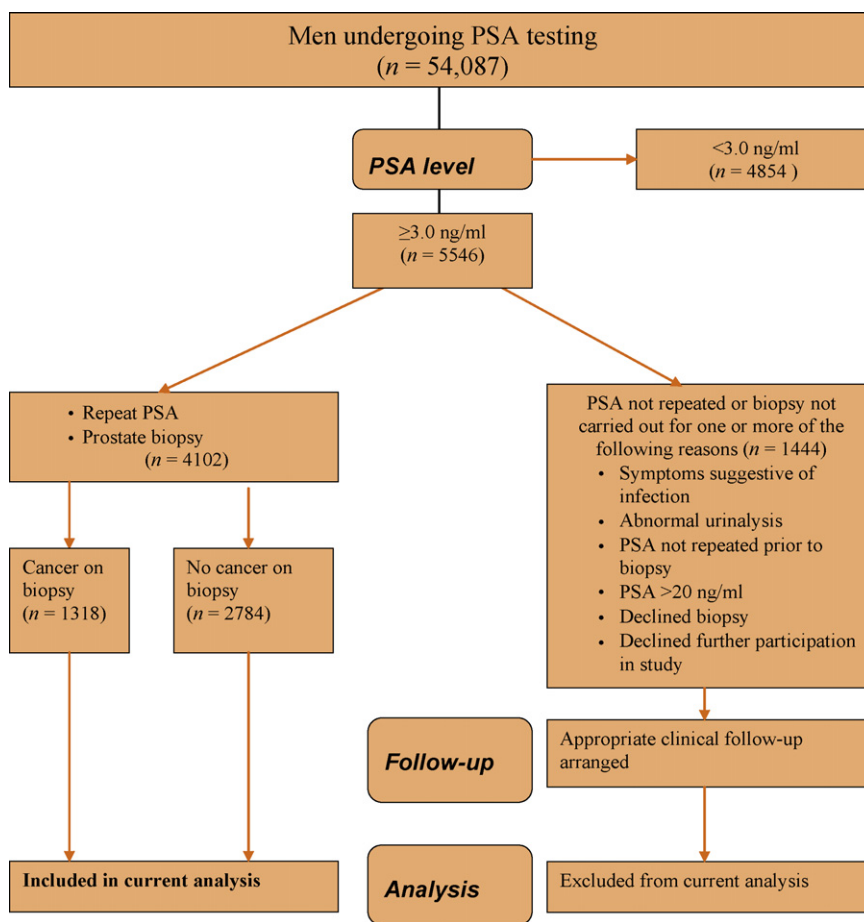 Men undergoing PSA testing
(n = 54,087)
PSA level
<3.0 ng/ml
(n = 4854 )
≥3.0 ng/ml
(n = 5546)
• Repeat PSA
• Prostate biopsy
(n = 4102)
PSA not repeated or biopsy not
carried out for one or more of the
following reasons (n = 1444)
• Symptoms suggestive of
infection
• Abnormal urinalysis
• PSA not repeated prior to
biopsy
• PSA >20 ng/ml
• Declined biopsy
• Declined further participation
in study
Cancer on
biopsy
(n = 1318)
No cancer on
biopsy
(n = 2784)
Follow-up
Appropriate clinical follow-up
arranged
Included in current analysis
Analysis
Excluded from current analysis